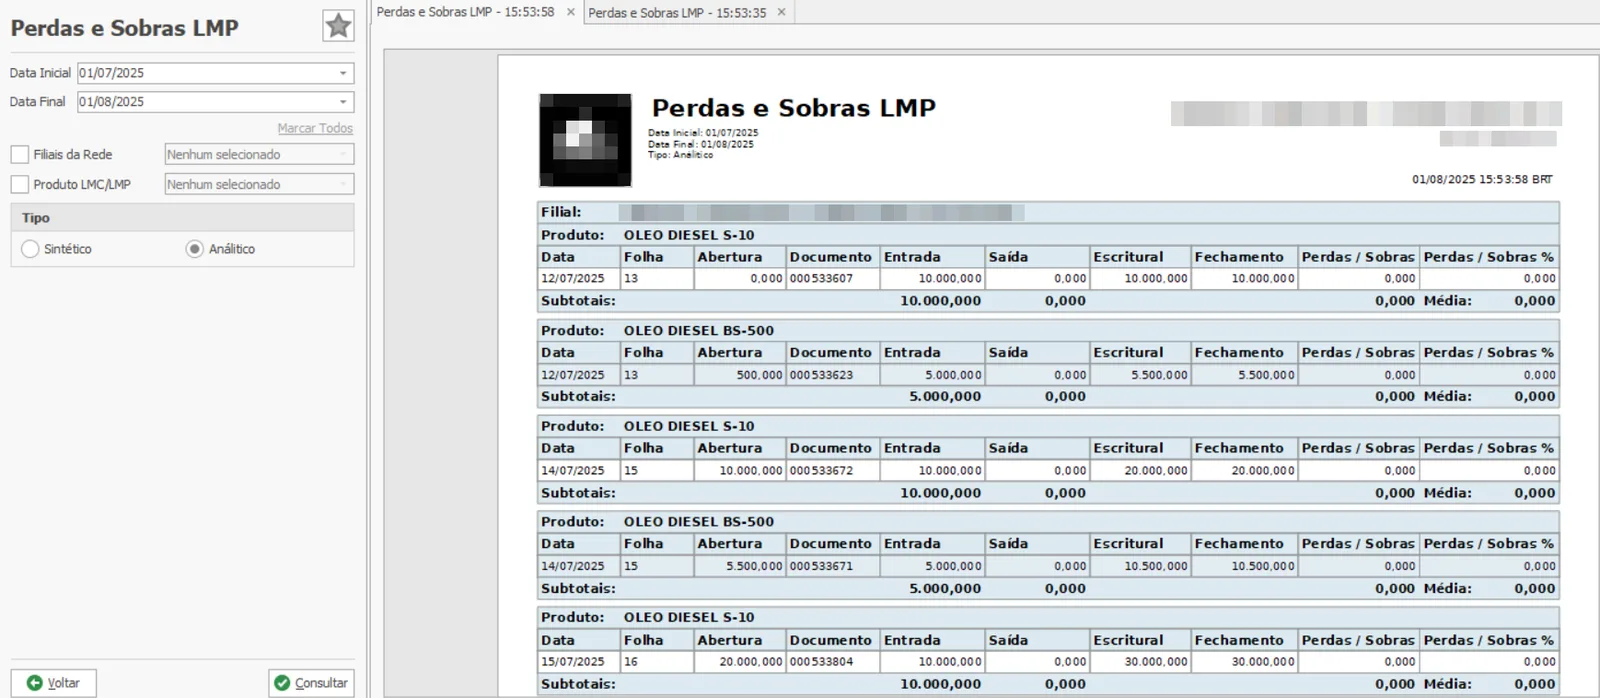 Perdas e Sobras LMP
Data Inicial 01/07/2025
Data Final 01/08/2025
Marcar Todos
Filiais da Rede Nenhum selecionado
Produto LMC/LMP Nenhum selecionado
Tipo
Sintético Análitico
Voltar Consultar
Perdas e Sobras LMP - 15:53:58 × Perdas e Sobras LMP - 15:53:35 ×
Perdas e Sobras LMP
Data Inicial: 01/07/2025
Data Final: 01/08/2025
Tipo: Análitico
01/08/2025 15:53:58 BRT
Filial:
Produto: OLEO DIESEL S-10
Data Folha Abertura Documento Entrada Saída Escritural Fechamento Perdas / Sobras Perdas / Sobras %
12/07/2025 13 0,000 000533607 10.000,000 0,000 10.000,000 10.000,000 0,000 0,000
Subtotais: 10.000,000 0,000 0,000 Média: 0,000
Produto: OLEO DIESEL BS-500
Data Folha Abertura Documento Entrada Saída Escritural Fechamento Perdas / Sobras Perdas / Sobras %
12/07/2025 13 500,000 000533623 5.000,000 0,000 5.500,000 5.500,000 0,000 0,000
Subtotais: 5.000,000 0,000 0,000 Média: 0,000
Produto: OLEO DIESEL S-10
Data Folha Abertura Documento Entrada Saída Escritural Fechamento Perdas / Sobras Perdas / Sobras %
14/07/2025 15 10.000,000 000533672 10.000,000 0,000 20.000,000 20.000,000 0,000 0,000
Subtotais: 10.000,000 0,000 0,000 Média: 0,000
Produto: OLEO DIESEL BS-500
Data Folha Abertura Documento Entrada Saída Escritural Fechamento Perdas / Sobras Perdas / Sobras %
14/07/2025 15 5.500,000 000533671 5.000,000 0,000 10.500,000 10.500,000 0,000 0,000
Subtotais: 5.000,000 0,000 0,000 Média: 0,000
Produto: OLEO DIESEL S-10
Data Folha Abertura Documento Entrada Saída Escritural Fechamento Perdas / Sobras Perdas / Sobras %
15/07/2025 16 20.000,000 000533804 10.000,000 0,000 30.000,000 30.000,000 0,000 0,000
Subtotais: 10.000,000 0,000 0,000 Média: 0,000